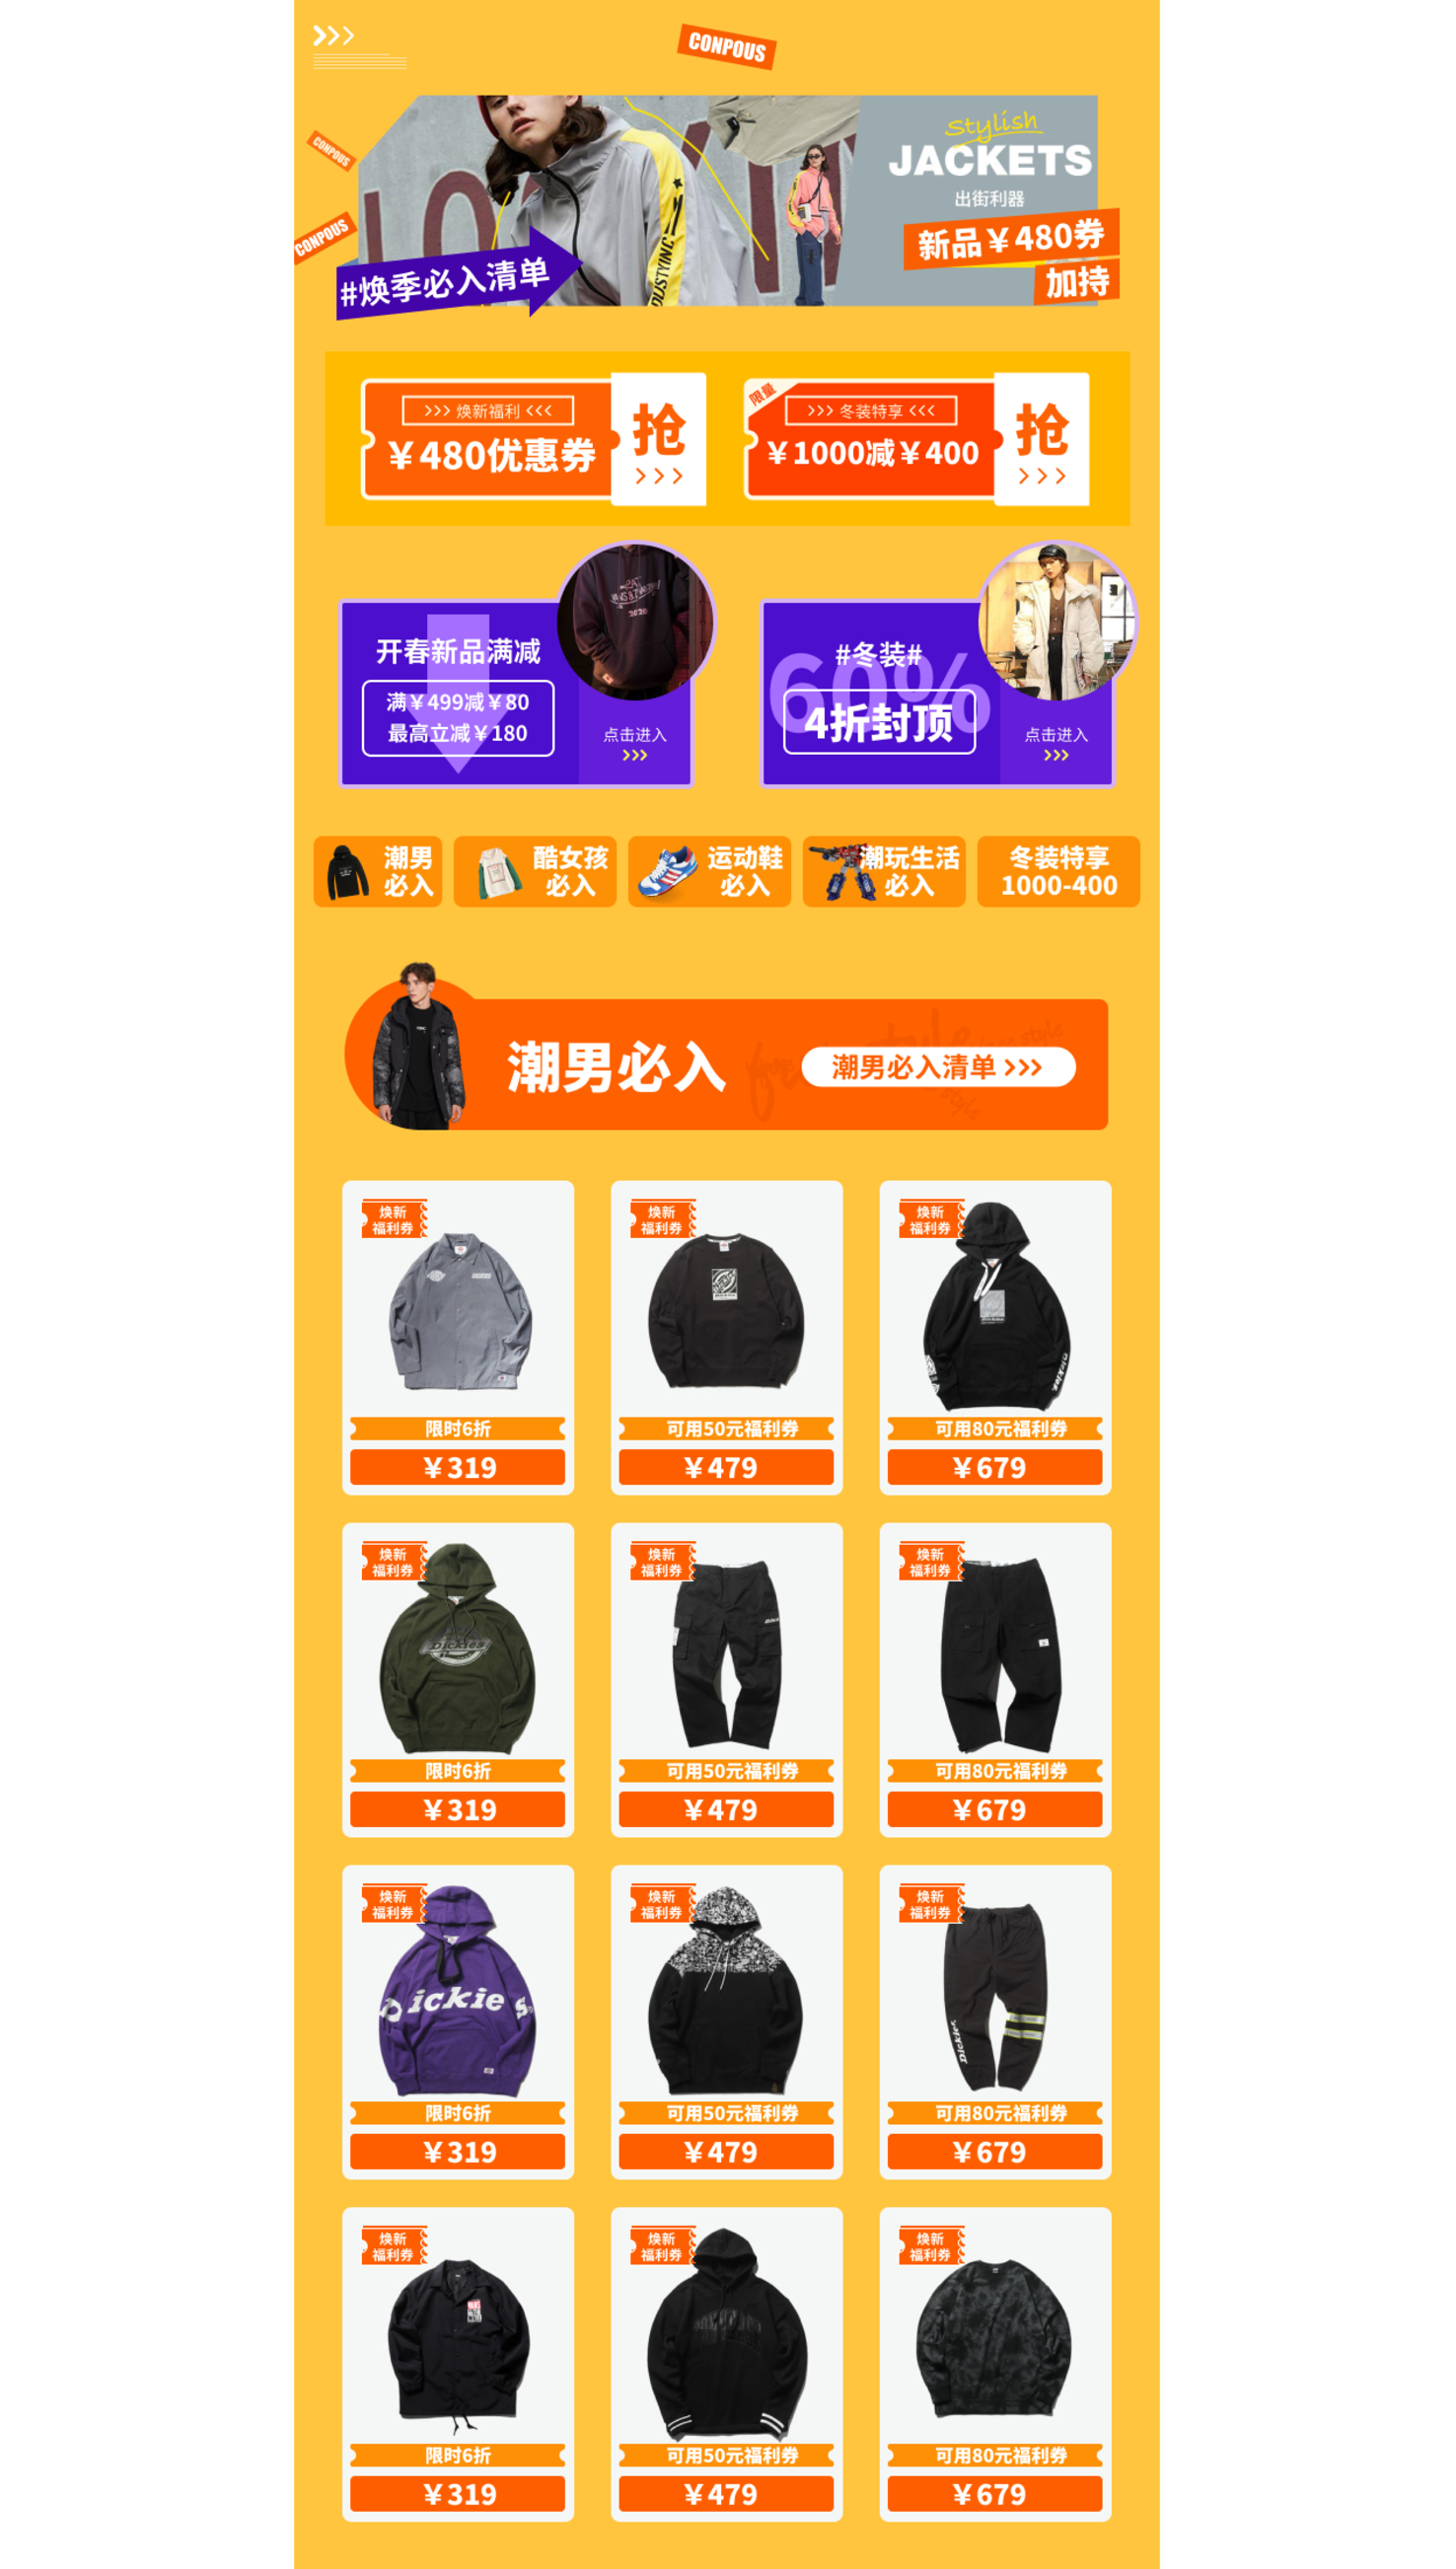 CONPOUS
CONPOUS
CONPOUS
Stylish
JACKETS
出街利器
新品￥480券
加持
#焕季必入清单
>>> 焕新福利 <<<
￥480优惠券
抢
>>>
限量
>>> 冬装特享 <<<
￥1000减￥400
抢
>>>
开春新品满减
满￥499减￥80
最高立减￥180
2020
点击进入
>>>
60%
#冬装#
4折封顶
点击进入
>>>
潮男
必入
酷女孩
必入
运动鞋
必入
潮玩生活
必入
冬装特享
1000-400
潮男必入
潮男必入清单 >>>
style
style
焕新
福利券
限时6折
￥319
焕新
福利券
可用50元福利券
￥479
焕新
福利券
Dickies
可用80元福利券
￥679
焕新
福利券
Dickies
限时6折
￥319
焕新
福利券
可用50元福利券
￥479
焕新
福利券
可用80元福利券
￥679
焕新
福利券
Dickies
限时6折
￥319
焕新
福利券
可用50元福利券
￥479
焕新
福利券
Dickies
可用80元福利券
￥679
焕新
福利券
限时6折
￥319
焕新
福利券
可用50元福利券
￥479
焕新
福利券
可用80元福利券
￥679